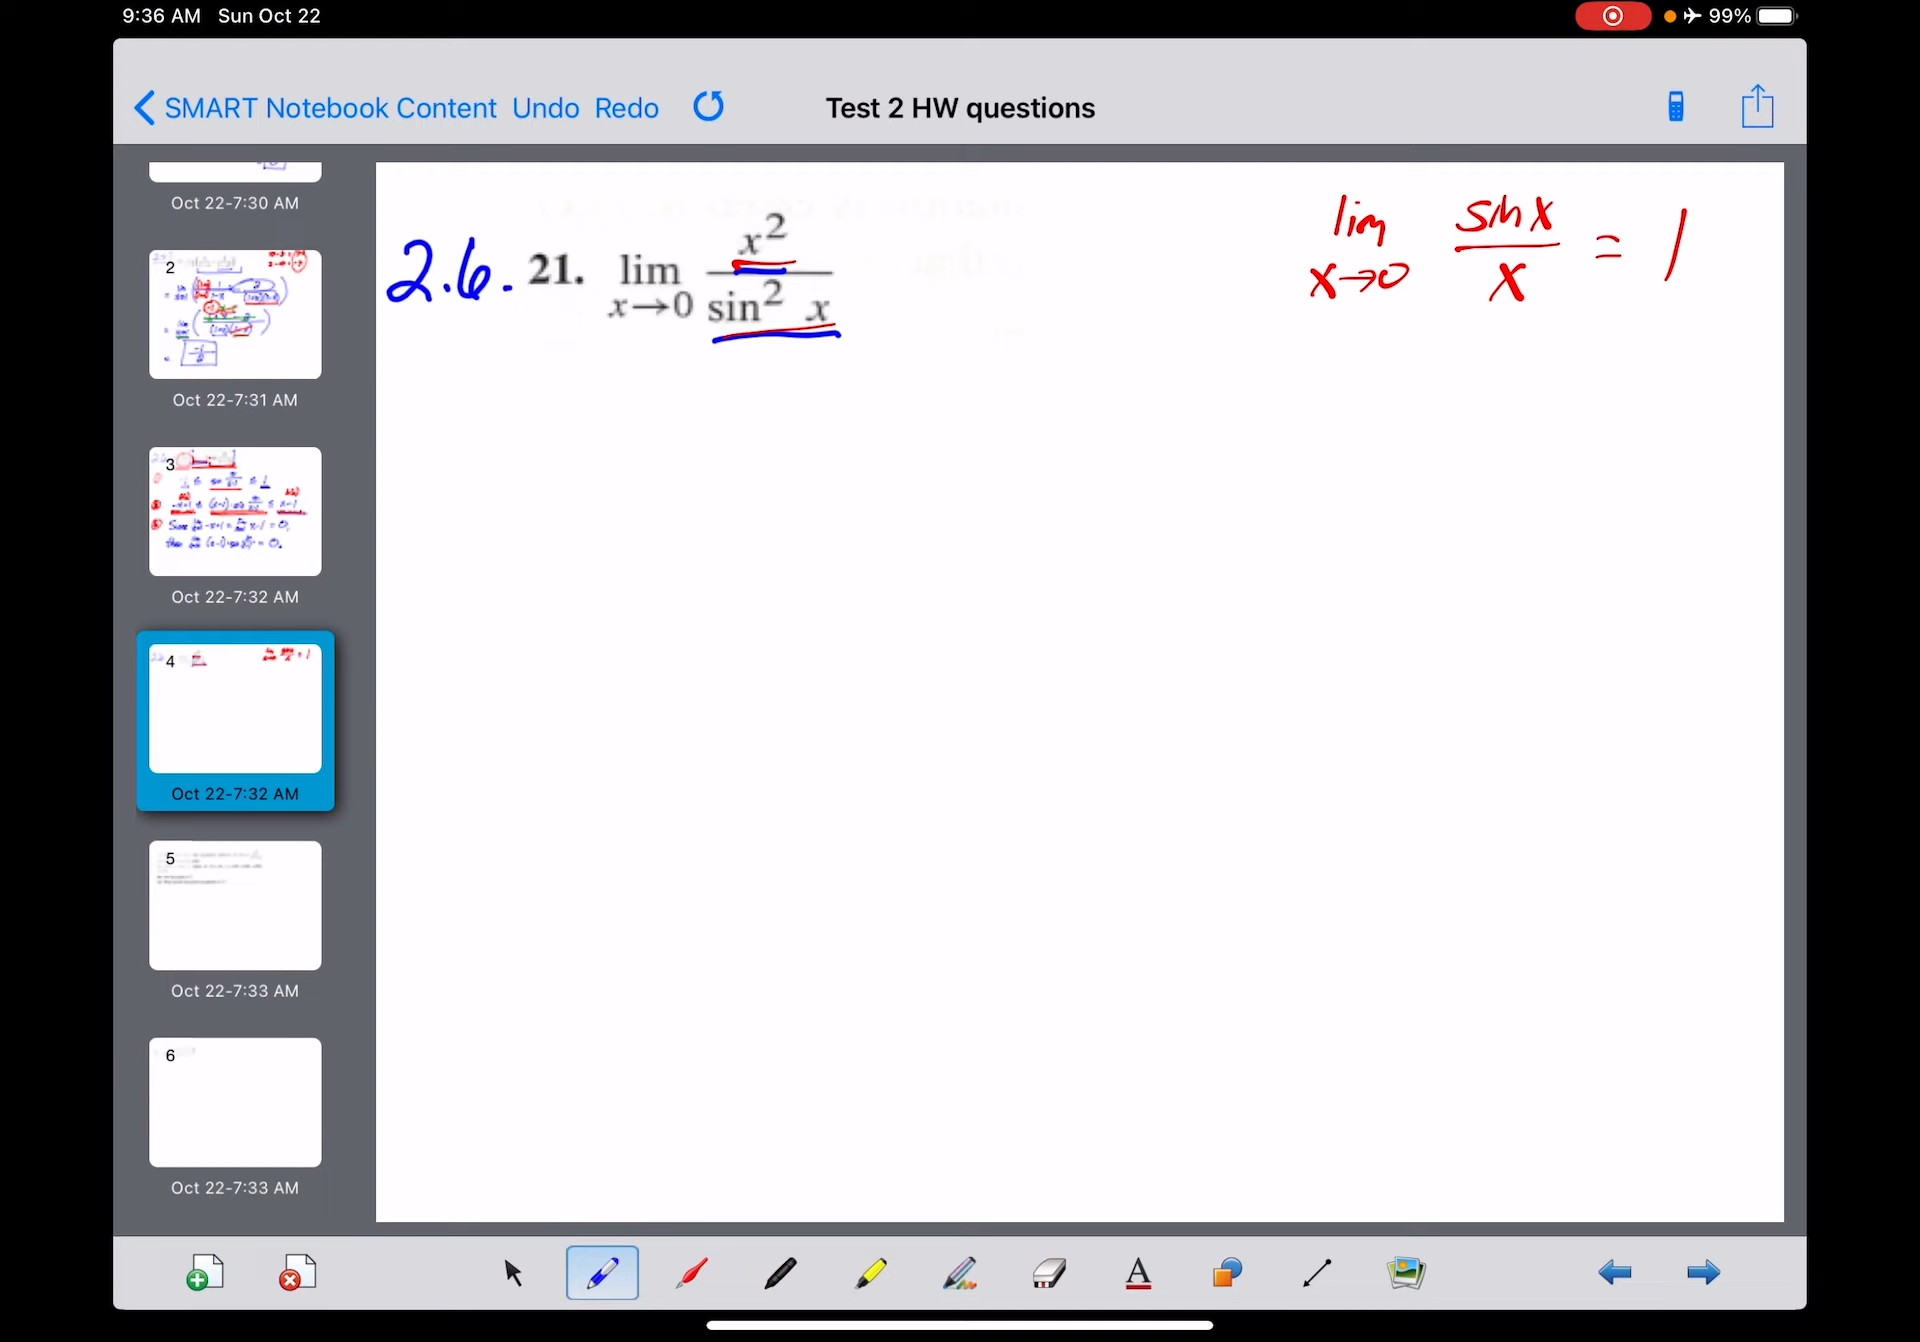 9:36 AM Sun Oct 22
99%
SMART Notebook Content Undo Redo
Test 2 HW questions
Oct 22-7:30 AM
2
Oct 22-7:31 AM
3
Oct 22-7:32 AM
4
Oct 22-7:32 AM
5
Oct 22-7:33 AM
6
Oct 22-7:33 AM
2.6. 21. lim x→0 x² / sin² x
lim x→0 sin x / x = 1
A